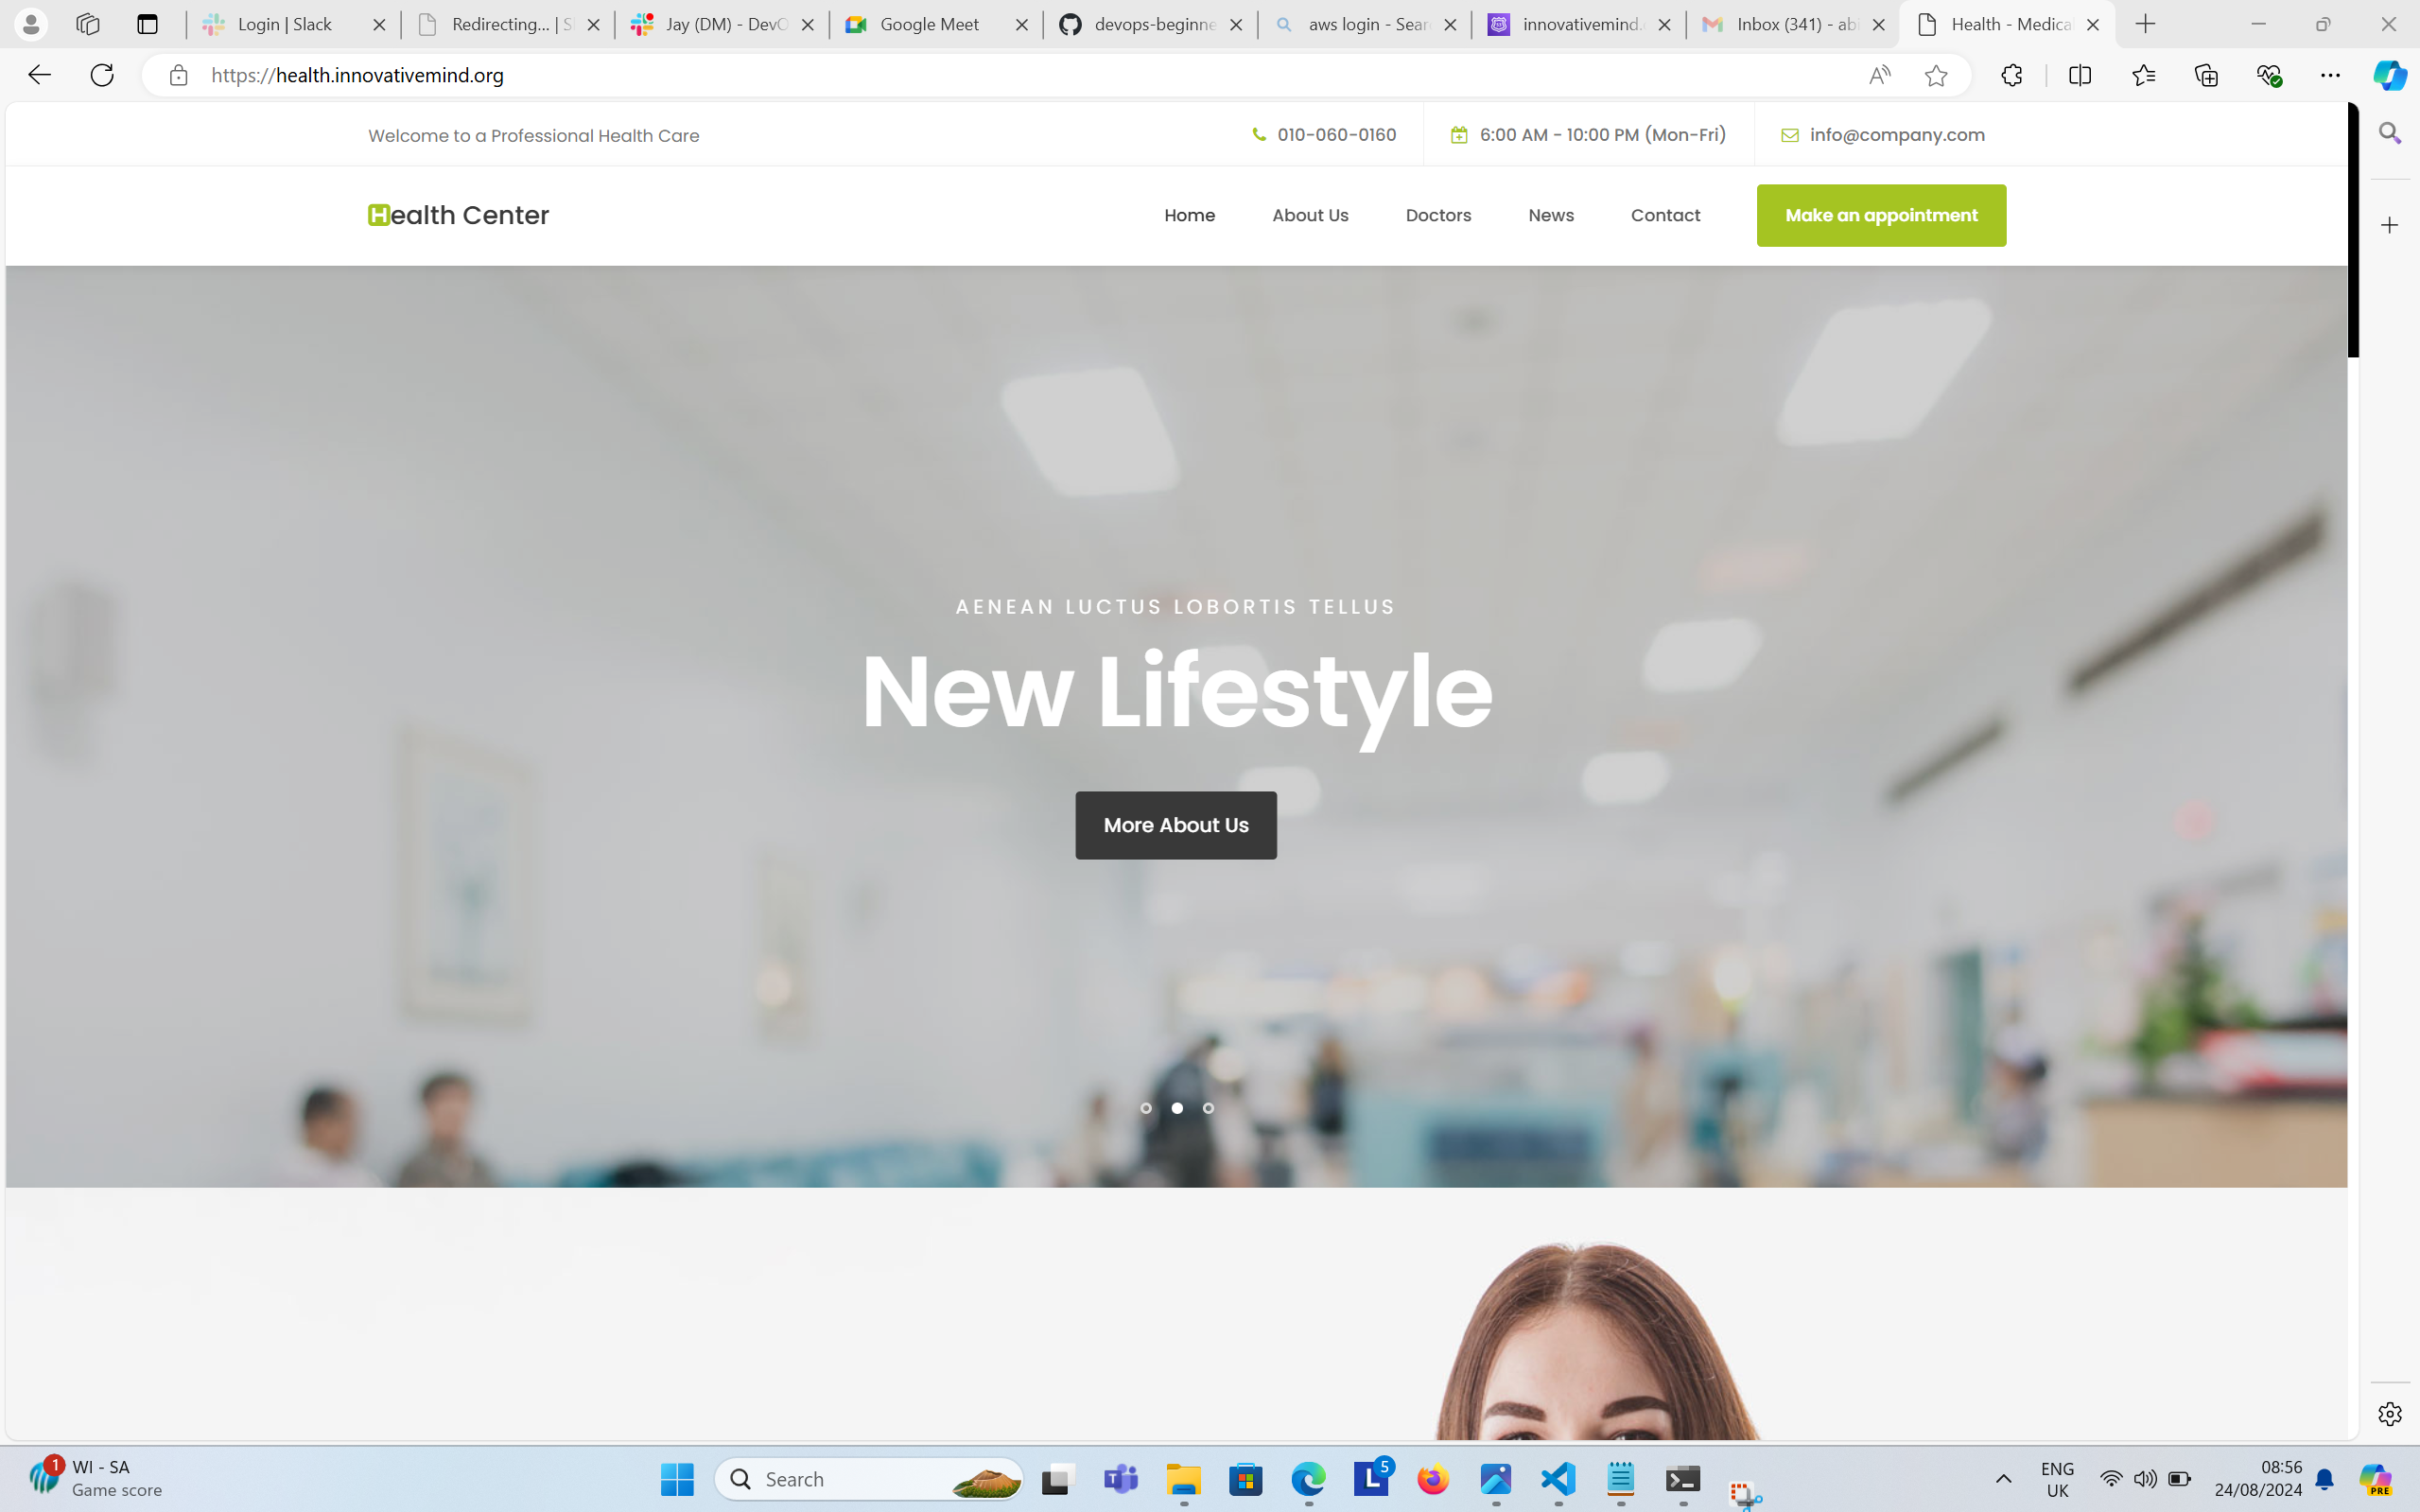 Login | Slack
Redirecting... | S
Jay (DM) - DevO
Google Meet
devops-beginne
aws login - Sear
innovativemind.
Inbox (341) - abi
Health - Medica
https://health.innovativemind.org
Welcome to a Professional Health Care
010-060-0160
6:00 AM - 10:00 PM (Mon-Fri)
info@company.com
Health Center
Home
About Us
Doctors
News
Contact
Make an appointment
AENEAN LUCTUS LOBORTIS TELLUS
New Lifestyle
More About Us
1
WI - SA
Game score
Search
5
ENG
UK
08:56
24/08/2024
PRE